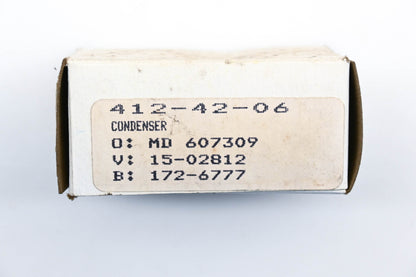 412-42-06
CONDENSER
O: MD 607309
V: 15-02812
B: 172-6777